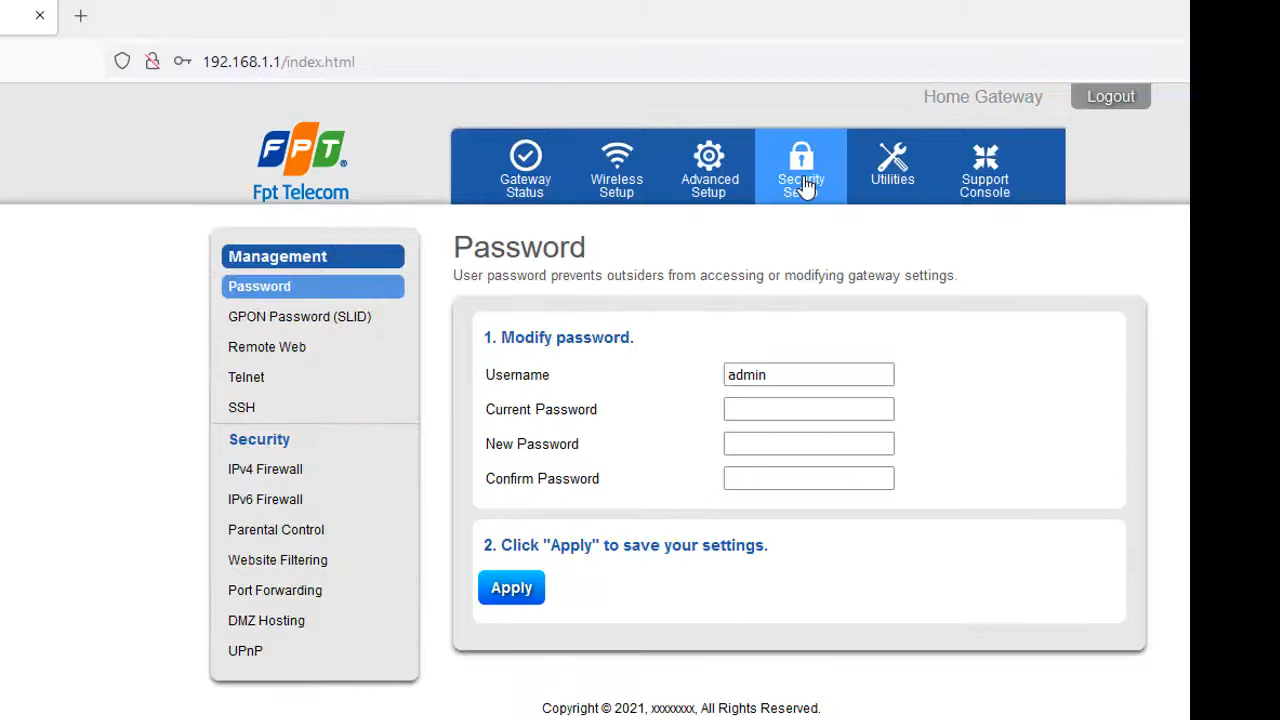 192.168.1.1/index.html
Home Gateway
Logout
FPT
Fpt Telecom
Gateway
Status
Wireless
Setup
Advanced
Setup
Security
Utilities
Support
Console
Management
Password
GPON Password (SLID)
Remote Web
Telnet
SSH
Security
IPv4 Firewall
IPv6 Firewall
Parental Control
Website Filtering
Port Forwarding
DMZ Hosting
UPnP
Password
User password prevents outsiders from accessing or modifying gateway settings.
1. Modify password.
Username admin
Current Password
New Password
Confirm Password
2. Click "Apply" to save your settings.
Apply
Copyright © 2021, xxxxxxxx, All Rights Reserved.